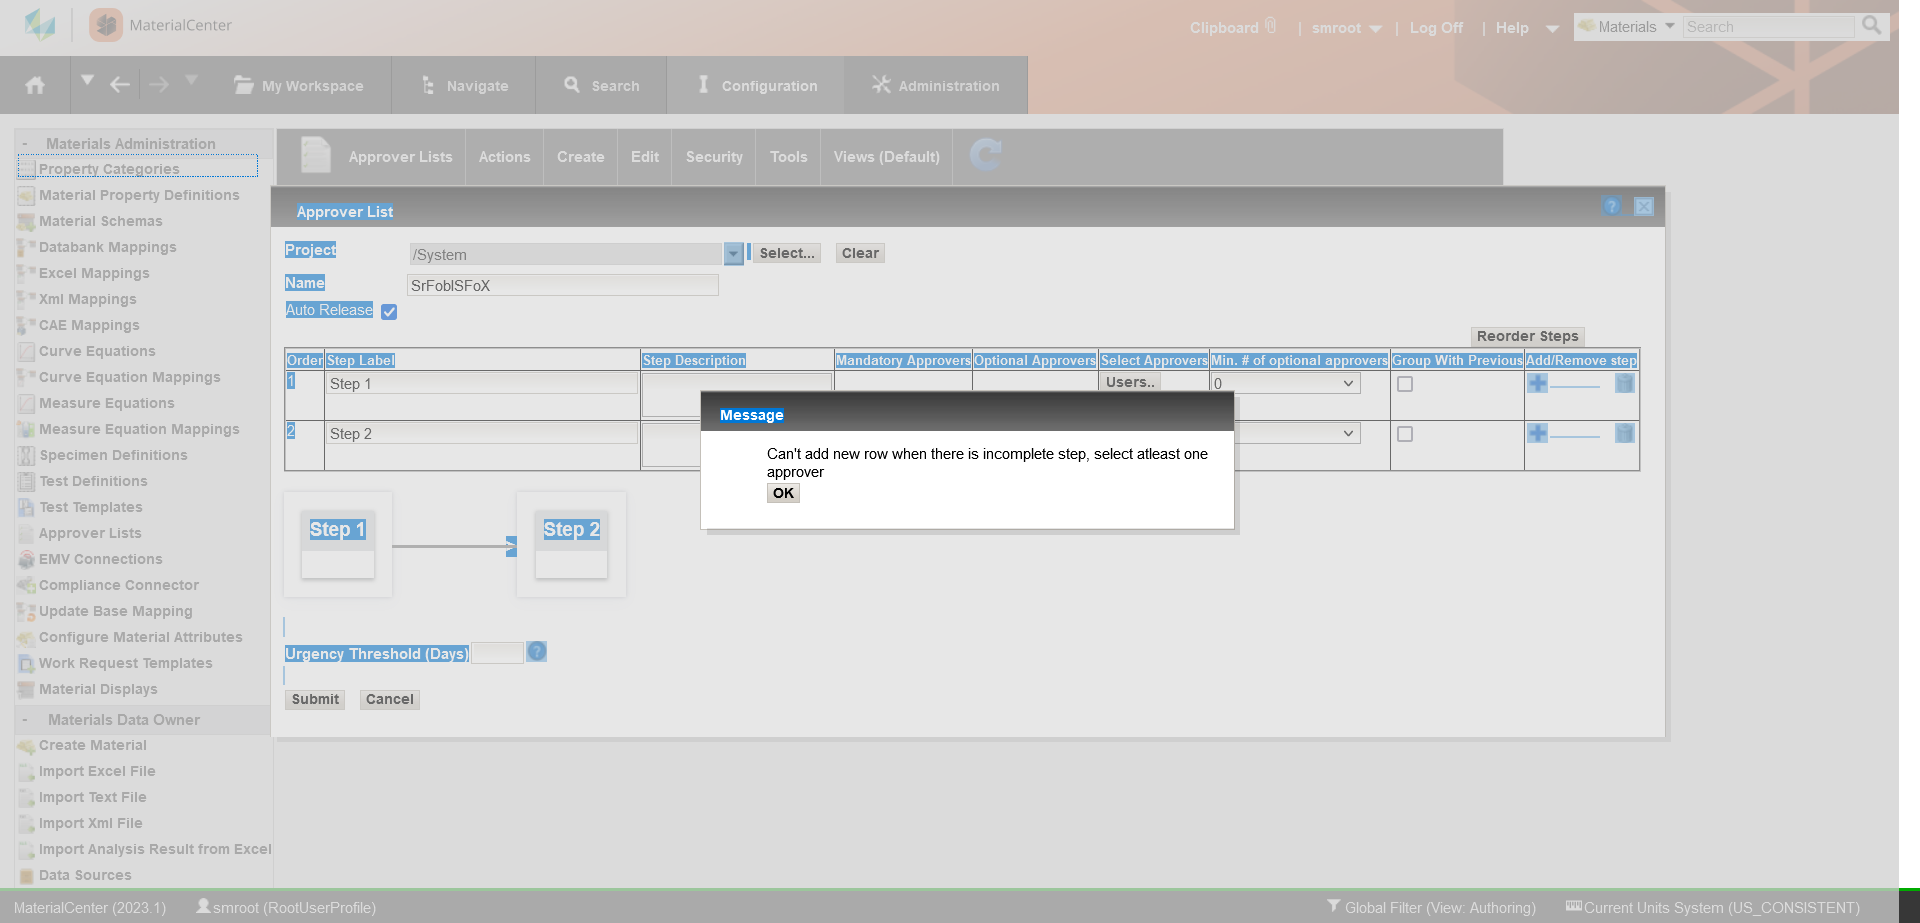 MaterialCenter
Clipboard | smroot | Log Off | Help
Materials Search
My Workspace Navigate Search Configuration Administration
- Materials Administration
Property Categories
Material Property Definitions
Material Schemas
Databank Mappings
Excel Mappings
Xml Mappings
CAE Mappings
Curve Equations
Curve Equation Mappings
Measure Equations
Measure Equation Mappings
Specimen Definitions
Test Definitions
Test Templates
Approver Lists
EMV Connections
Compliance Connector
Update Base Mapping
Configure Material Attributes
Work Request Templates
Material Displays
- Materials Data Owner
Create Material
Import Excel File
Import Text File
Import Xml File
Import Analysis Result from Excel
Data Sources
Approver Lists Actions Create Edit Security Tools Views (Default)
Approver List ?
Project /System Select... Clear
Name SrFoblSFoX
Auto Release
Reorder Steps
Order Step Label Step Description Mandatory Approvers Optional Approvers Select Approvers Min. # of optional approvers Group With Previous Add/Remove step
1 Step 1 Users.. 0
2 Step 2
Message
Can't add new row when there is incomplete step, select atleast one
approver
OK
Step 1 > Step 2
Urgency Threshold (Days) ?
Submit Cancel
MaterialCenter (2023.1) smroot (RootUserProfile) Global Filter (View: Authoring) Current Units System (US_CONSISTENT)